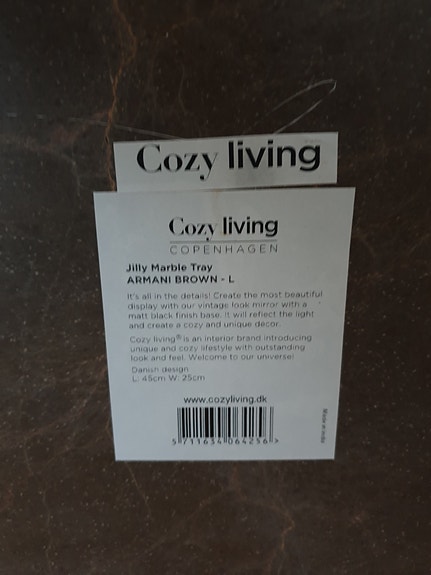 Cozy living
Cozy living
COPENHAGEN
Jilly Marble Tray
ARMANI BROWN - L
It's all in the details! Create the most beautiful
display with our vintage look mirror with a
matt black finish base. It will reflect the light
and create a cozy and unique decor.
Cozy living® is an interior brand introducing
unique and cozy lifestyle with outstanding
look and feel. Welcome to our universe!
Danish design
L: 45cm W: 25cm
www.cozyliving.dk
5 711634 064256 >
Made in India